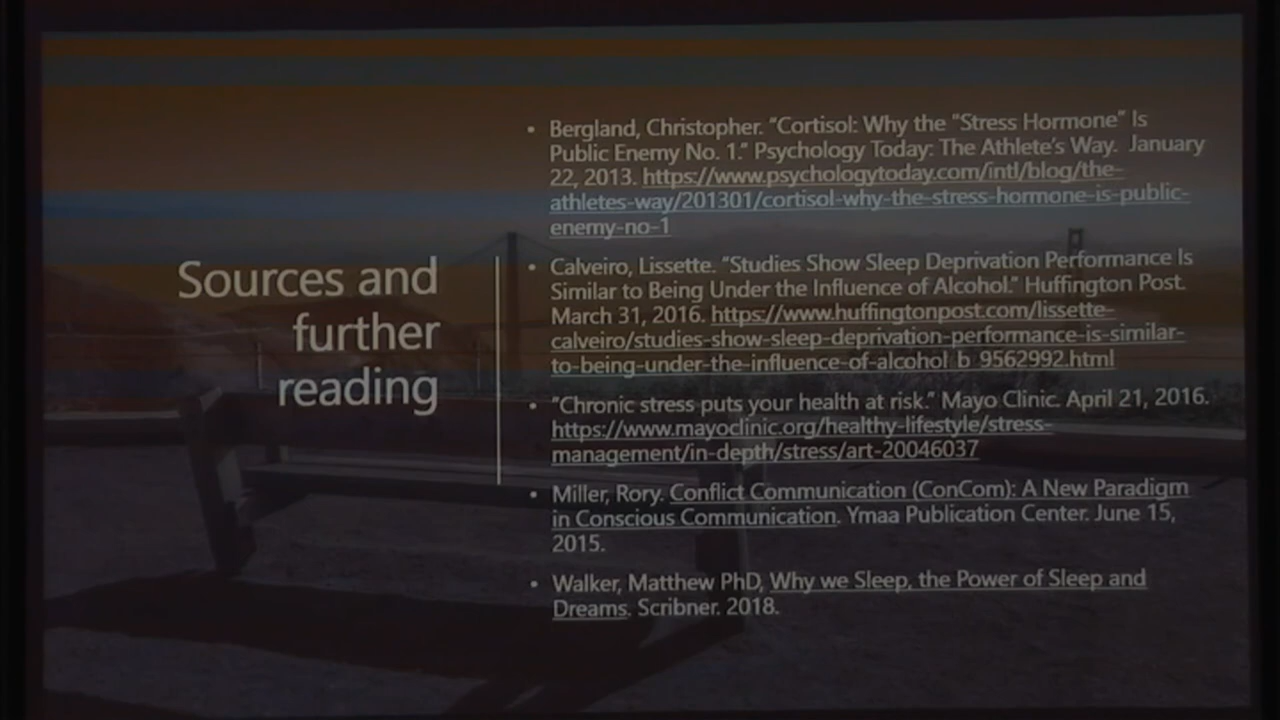 Sources and
further
reading
• Bergland, Christopher. "Cortisol: Why the "Stress Hormone" Is
Public Enemy No. 1." Psychology Today: The Athlete's Way. January
22, 2013. https://www.psychologytoday.com/intl/blog/the-
athletes-way/201301/cortisol-why-the-stress-hormone-is-public-
enemy-no-1
• Calveiro, Lissette. "Studies Show Sleep Deprivation Performance Is
Similar to Being Under the Influence of Alcohol." Huffington Post.
March 31, 2016. https://www.huffingtonpost.com/lissette-
calveiro/studies-show-sleep-deprivation-performance-is-similar-
to-being-under-the-influence-of-alcohol_b_9562992.html
• "Chronic stress puts your health at risk." Mayo Clinic. April 21, 2016.
https://www.mayoclinic.org/healthy-lifestyle/stress-
management/in-depth/stress/art-20046037
• Miller, Rory. Conflict Communication (ConCom): A New Paradigm
in Conscious Communication. Ymaa Publication Center. June 15,
2015.
• Walker, Matthew PhD, Why we Sleep, the Power of Sleep and
Dreams. Scribner. 2018.